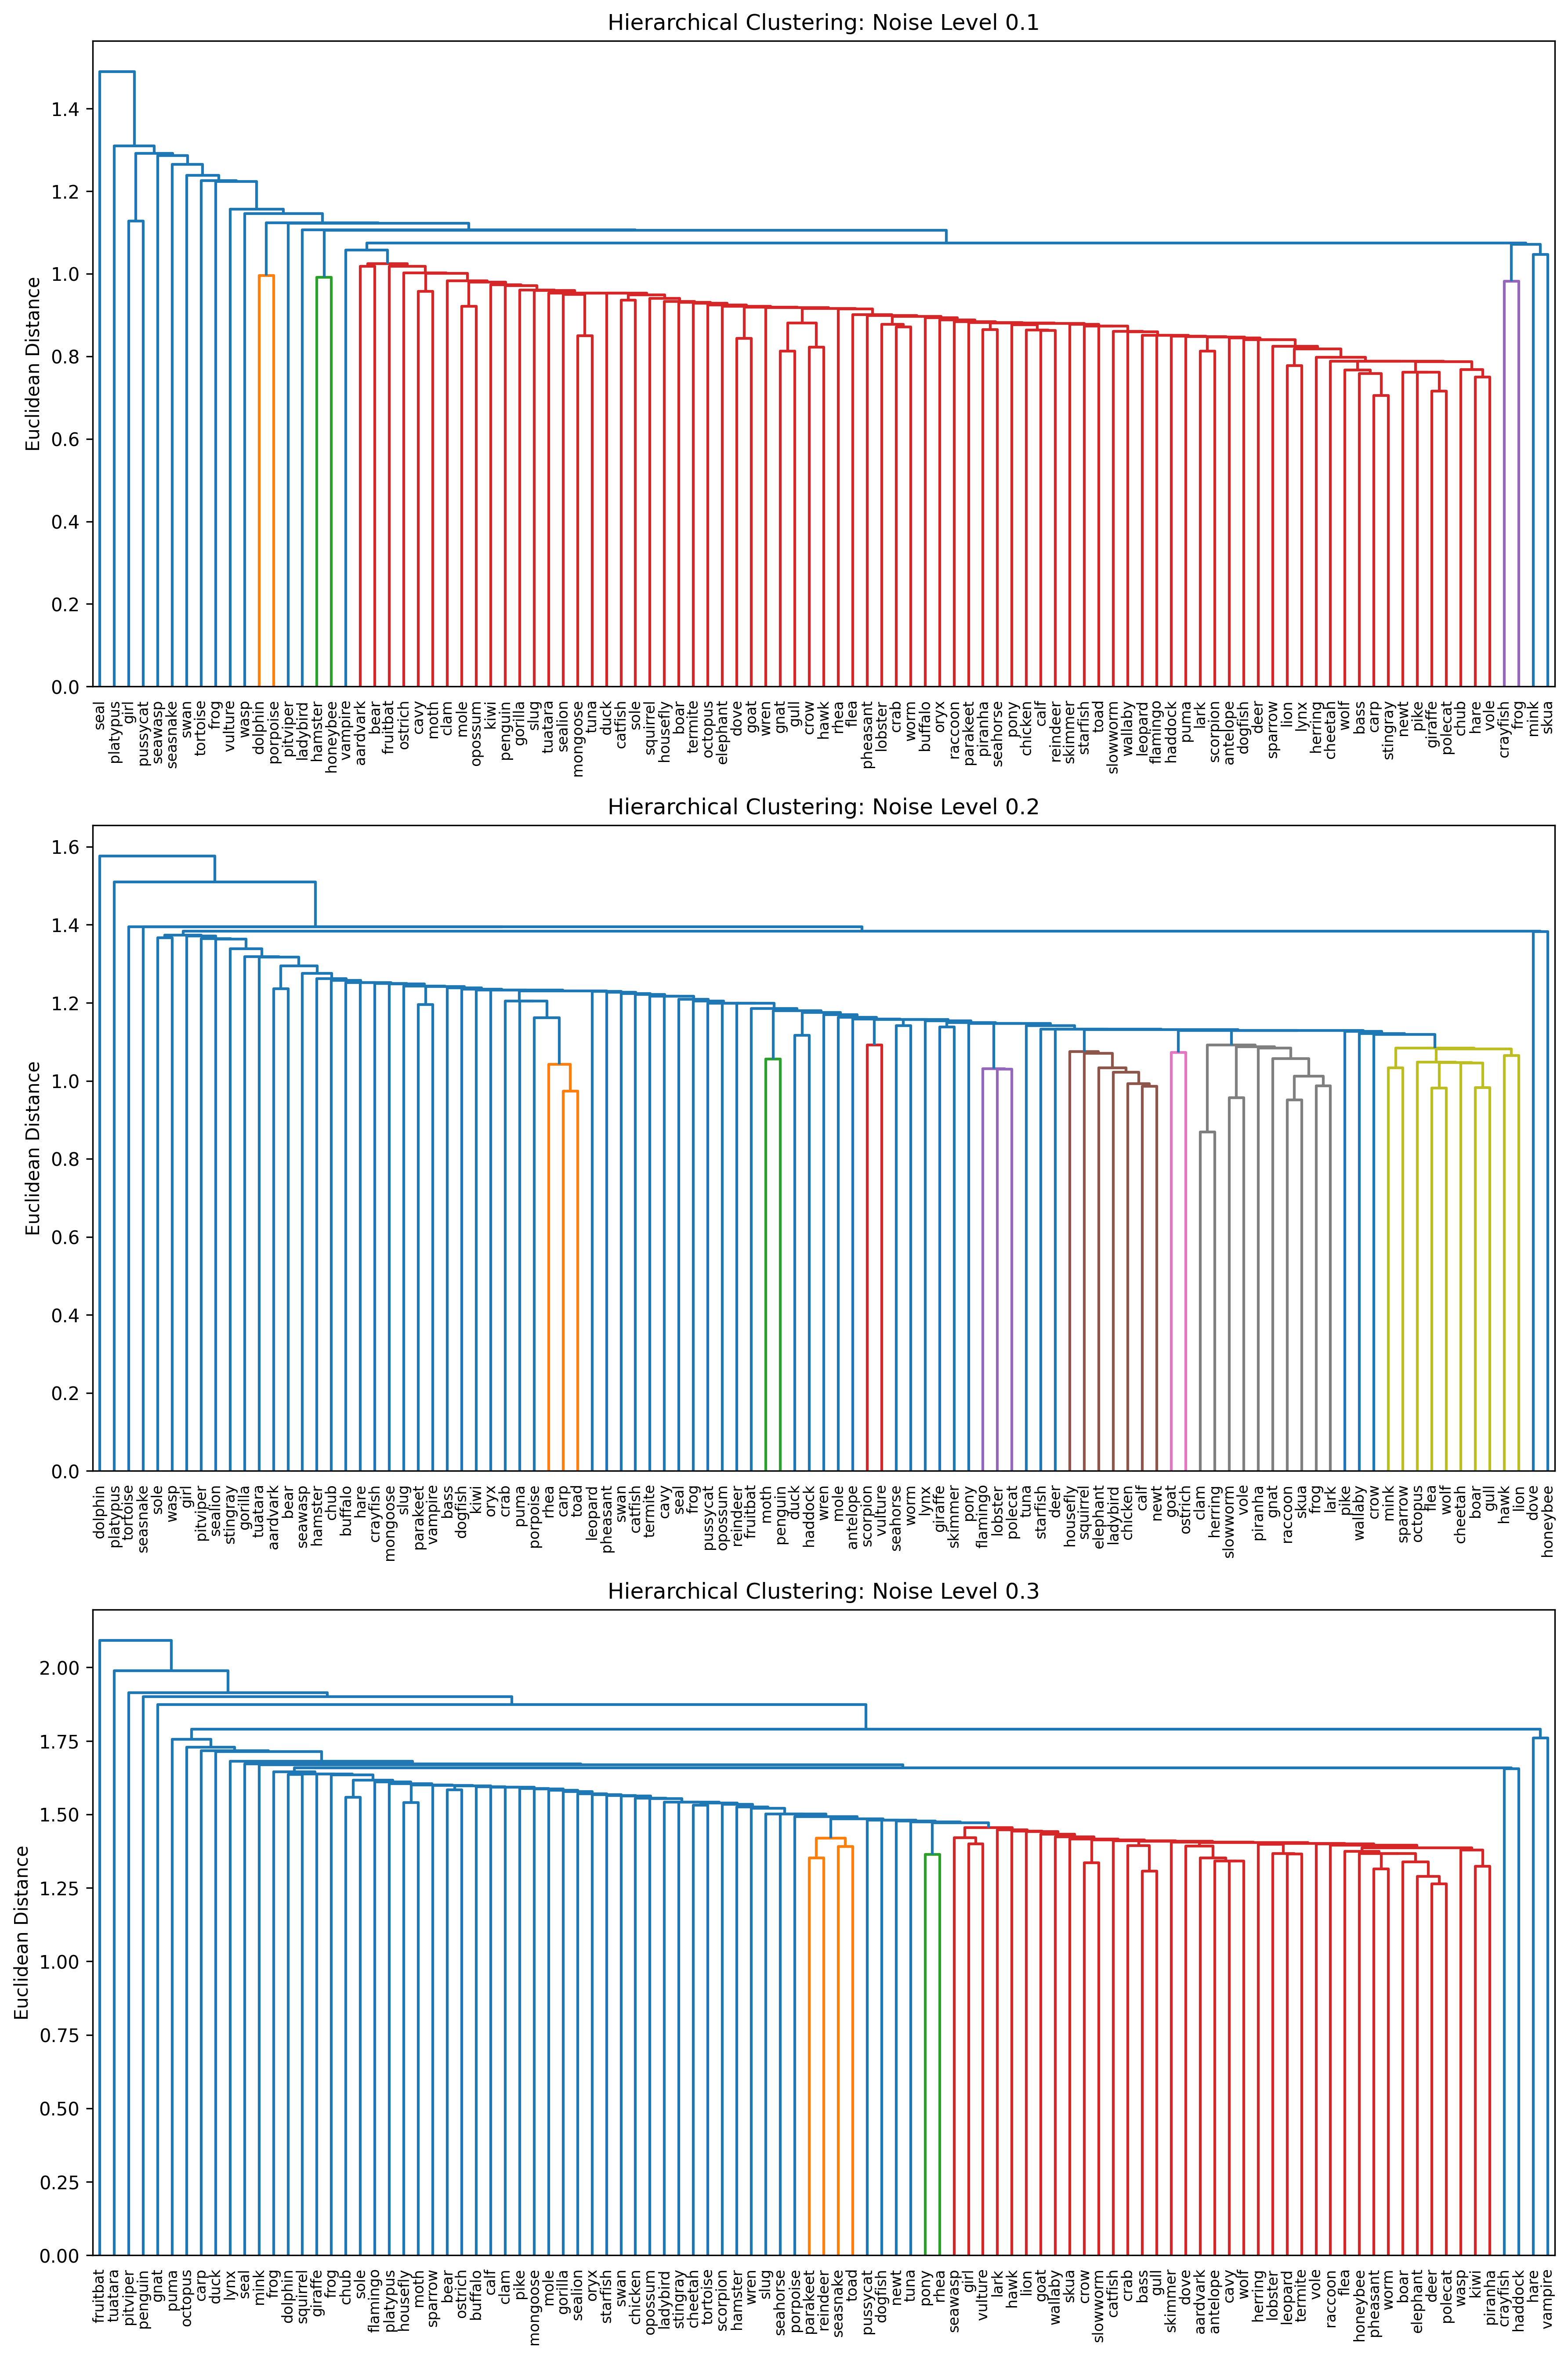 Hierarchical Clustering: Noise Level 0.1
Euclidean Distance
1.4
1.2
1.0
0.8
0.6
0.4
0.2
0.0
seal
platypus
girl
pussycat
seawasp
seasnake
swan
tortoise
frog
vulture
wasp
dolphin
porpoise
pitviper
ladybird
hamster
honeybee
vampire
aardvark
bear
fruitbat
ostrich
cavy
moth
clam
mole
opossum
kiwi
penguin
gorilla
slug
tuatara
sealion
mongoose
tuna
duck
catfish
sole
squirrel
housefly
boar
termite
octopus
elephant
dove
goat
wren
gnat
gull
crow
hawk
rhea
flea
pheasant
lobster
crab
worm
buffalo
oryx
raccoon
parakeet
piranha
seahorse
pony
chicken
calf
reindeer
skimmer
starfish
toad
slowworm
wallaby
leopard
flamingo
haddock
puma
lark
scorpion
antelope
dogfish
deer
sparrow
lion
lynx
herring
cheetah
wolf
bass
carp
stingray
newt
pike
giraffe
polecat
chub
hare
vole
crayfish
frog
mink
skua
Hierarchical Clustering: Noise Level 0.2
Euclidean Distance
1.6
1.4
1.2
1.0
0.8
0.6
0.4
0.2
0.0
dolphin
platypus
tortoise
seasnake
sole
wasp
girl
pitviper
sealion
stingray
gorilla
tuatara
aardvark
bear
seawasp
hamster
chub
buffalo
hare
crayfish
mongoose
slug
parakeet
vampire
bass
dogfish
kiwi
oryx
crab
puma
porpoise
rhea
carp
toad
leopard
pheasant
swan
catfish
termite
cavy
seal
frog
pussycat
opossum
reindeer
fruitbat
moth
penguin
duck
haddock
wren
mole
antelope
scorpion
vulture
seahorse
worm
lynx
giraffe
skimmer
pony
flamingo
lobster
polecat
tuna
starfish
deer
housefly
squirrel
elephant
ladybird
chicken
calf
newt
goat
ostrich
clam
herring
slowworm
vole
piranha
gnat
raccoon
skua
frog
lark
pike
wallaby
crow
mink
sparrow
octopus
flea
wolf
cheetah
boar
gull
hawk
lion
dove
honeybee
Hierarchical Clustering: Noise Level 0.3
Euclidean Distance
2.00
1.75
1.50
1.25
1.00
0.75
0.50
0.25
0.00
fruitbat
tuatara
pitviper
penguin
gnat
puma
octopus
carp
duck
lynx
seal
mink
frog
dolphin
squirrel
giraffe
frog
chub
sole
flamingo
platypus
housefly
moth
sparrow
bear
ostrich
buffalo
calf
clam
pike
mongoose
mole
gorilla
sealion
oryx
starfish
swan
chicken
opossum
ladybird
stingray
cheetah
tortoise
scorpion
hamster
wren
slug
seahorse
porpoise
parakeet
reindeer
seasnake
toad
pussycat
dogfish
newt
tuna
pony
rhea
seawasp
girl
vulture
lark
hawk
lion
goat
wallaby
skua
crow
slowworm
catfish
crab
bass
gull
skimmer
dove
aardvark
antelope
cavy
wolf
herring
lobster
leopard
termite
vole
raccoon
flea
honeybee
pheasant
worm
boar
elephant
deer
polecat
wasp
kiwi
piranha
crayfish
haddock
hare
vampire